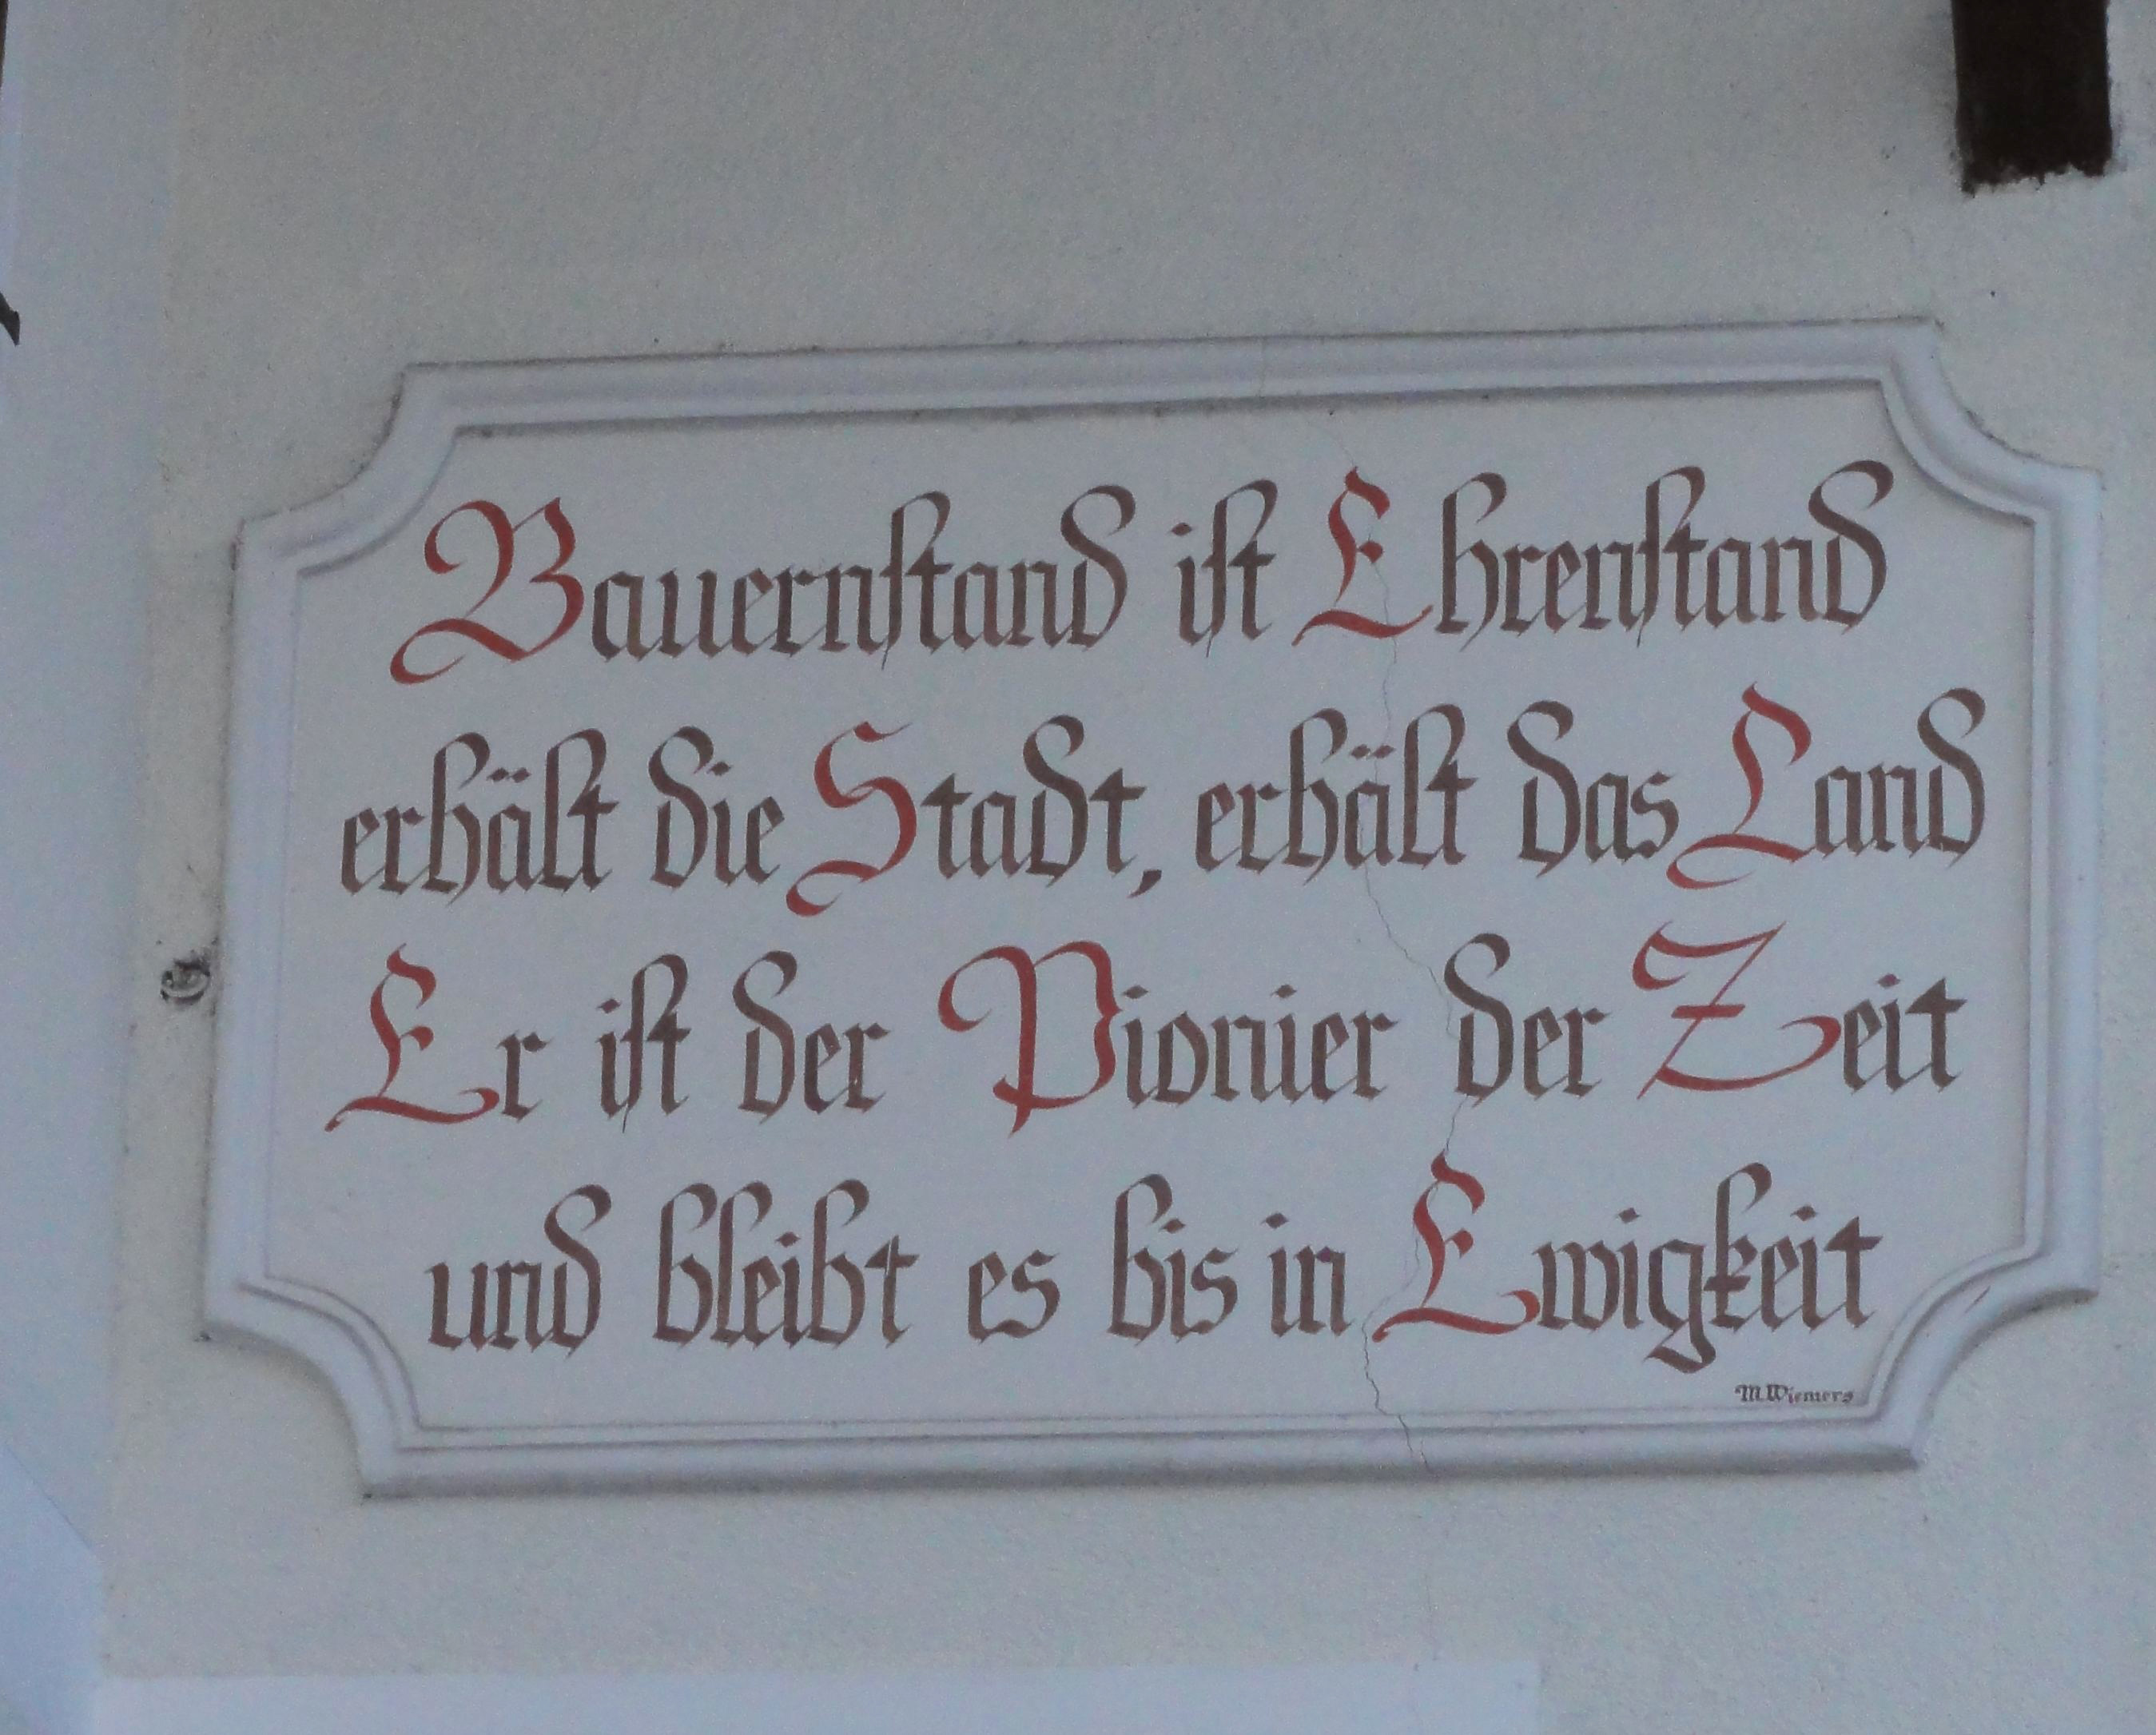 Bauernſtand iſt Ehrenſtand
erhält die Stadt, erhält das Land
Er iſt der Pionier der Zeit
und bleibt es bis in Ewigkeit
M. Wiemers